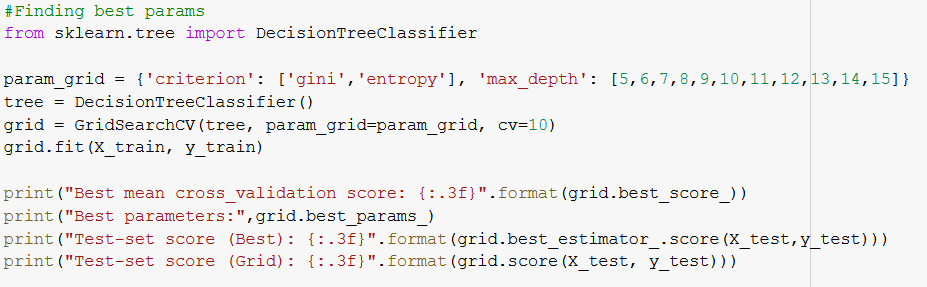 #Finding best params
from sklearn.tree import DecisionTreeClassifier
param_grid = {'criterion': ['gini','entropy'], 'max_depth': [5,6,7,8,9,10,11,12,13,14,15]}
tree = DecisionTreeClassifier()
grid = GridSearchCV(tree, param_grid=param_grid, cv=10)
grid.fit(X_train, y_train)
print("Best mean cross_validation score: {:.3f}".format(grid.best_score_))
print("Best parameters:",grid.best_params_)
print("Test-set score (Best): {:.3f}".format(grid.best_estimator_.score(X_test,y_test)))
print("Test-set score (Grid): {:.3f}".format(grid.score(X_test, y_test)))